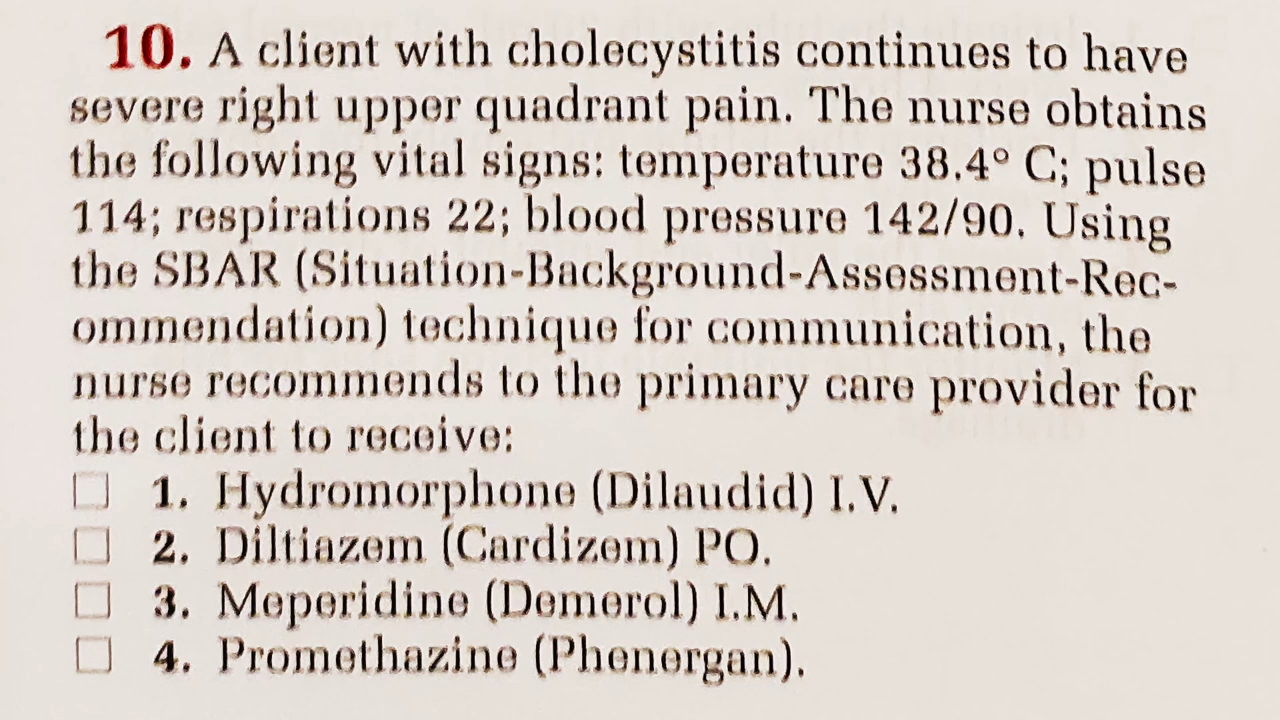 10. A client with cholecystitis continues to have
severe right upper quadrant pain. The nurse obtains
the following vital signs: temperature 38.4° C; pulse
114; respirations 22; blood pressure 142/90. Using
the SBAR (Situation-Background-Assessment-Rec-
ommendation) technique for communication, the
nurse recommends to the primary care provider for
the client to receive:
☐ 1. Hydromorphone (Dilaudid) I.V.
☐ 2. Diltiazem (Cardizem) PO.
☐ 3. Meperidine (Demerol) I.M.
☐ 4. Promethazine (Phenergan).